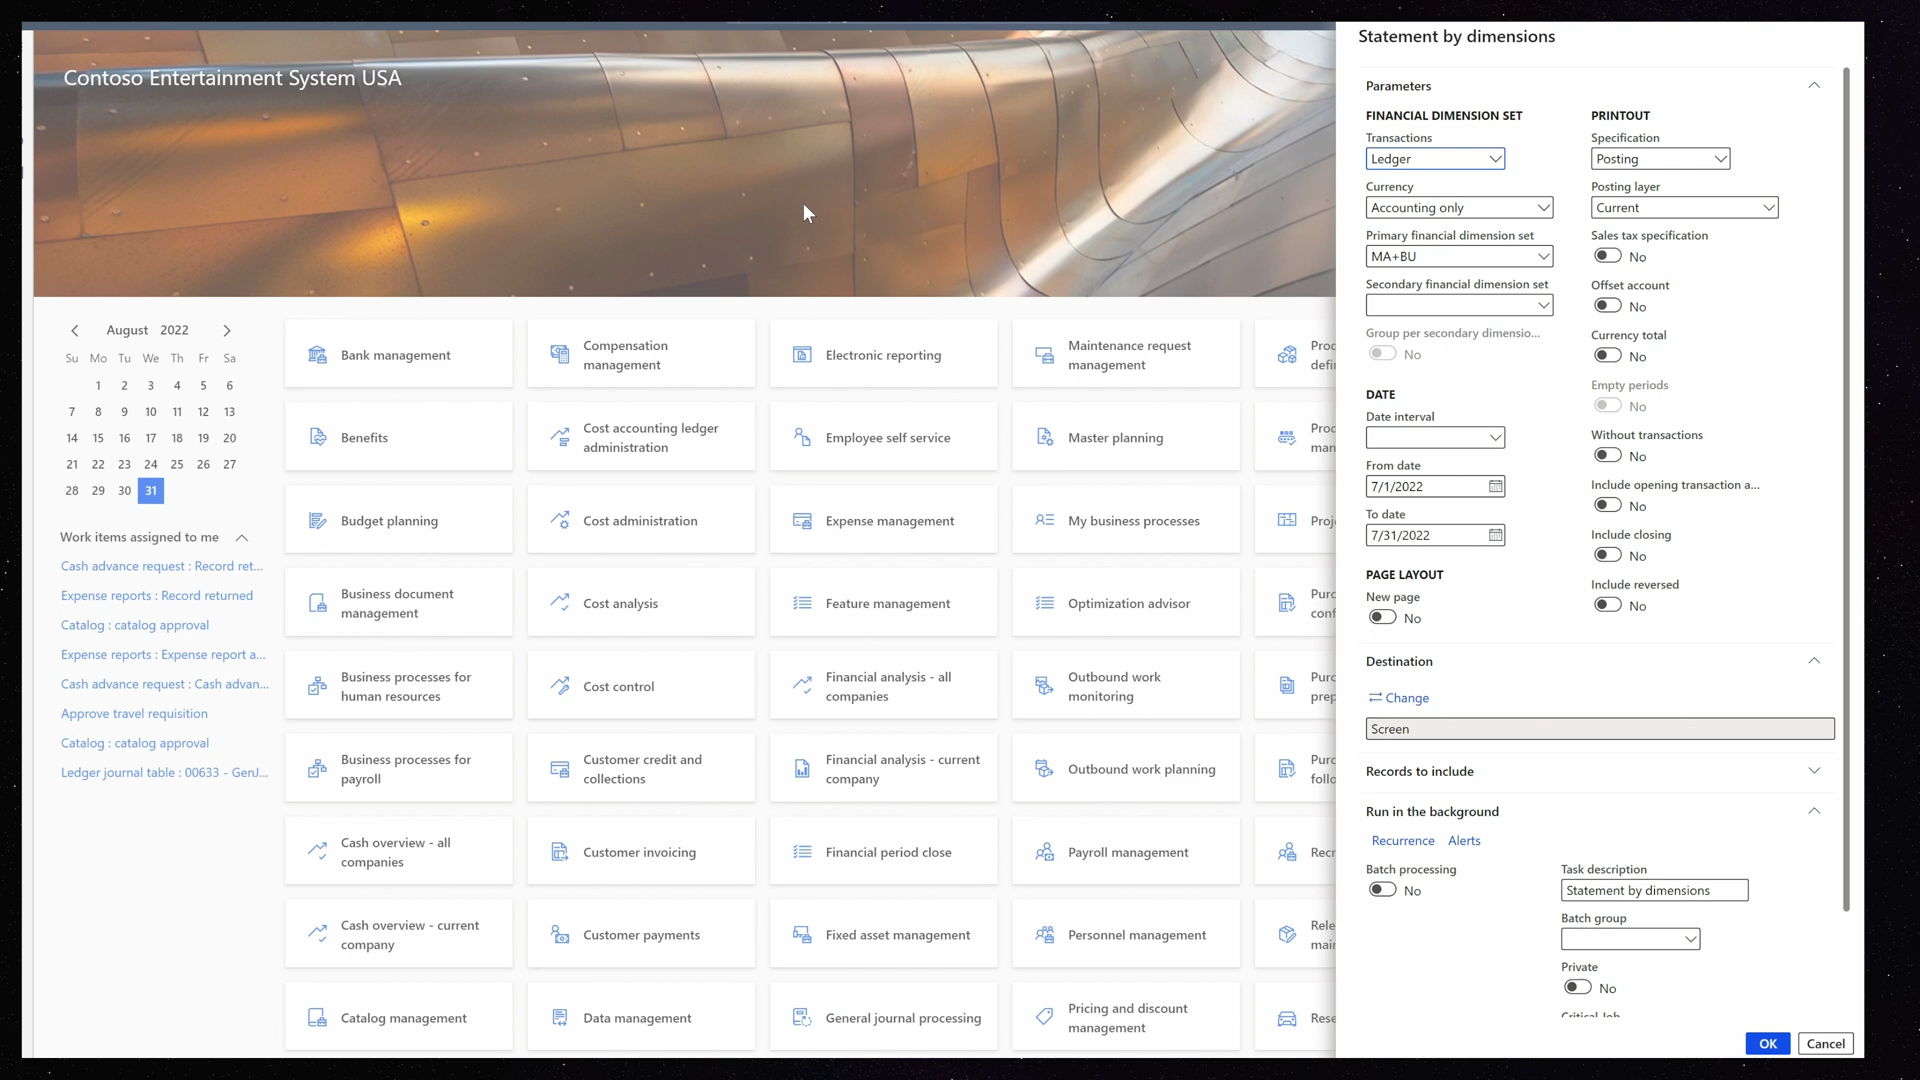 Contoso Entertainment System USA
August 2022
Su Mo Tu We Th Fr Sa
1 2 3 4 5 6
7 8 9 10 11 12 13
14 15 16 17 18 19 20
21 22 23 24 25 26 27
28 29 30 31
Work items assigned to me
Cash advance request : Record ret...
Expense reports : Record returned
Catalog : catalog approval
Expense reports : Expense report a...
Cash advance request : Cash advan...
Approve travel requisition
Catalog : catalog approval
Ledger journal table : 00633 - GenJ...
Bank management
Benefits
Budget planning
Business document
management
Business processes for
human resources
Business processes for
payroll
Cash overview - all
companies
Cash overview - current
company
Catalog management
Compensation
management
Cost accounting ledger
administration
Cost administration
Cost analysis
Cost control
Customer credit and
collections
Customer invoicing
Customer payments
Data management
Electronic reporting
Employee self service
Expense management
Feature management
Financial analysis - all
companies
Financial analysis - current
company
Financial period close
Fixed asset management
General journal processing
Maintenance request
management
Master planning
My business processes
Optimization advisor
Outbound work
monitoring
Outbound work planning
Payroll management
Personnel management
Pricing and discount
management
Statement by dimensions
Parameters
FINANCIAL DIMENSION SET
Transactions
Ledger
Currency
Accounting only
Primary financial dimension set
MA+BU
Secondary financial dimension set
Group per secondary dimensio...
No
DATE
Date interval
From date
7/1/2022
To date
7/31/2022
PAGE LAYOUT
New page
No
PRINTOUT
Specification
Posting
Posting layer
Current
Sales tax specification
No
Offset account
No
Currency total
No
Empty periods
No
Without transactions
No
Include opening transaction a...
No
Include closing
No
Include reversed
No
Destination
Change
Screen
Records to include
Run in the background
Recurrence Alerts
Batch processing
No
Task description
Statement by dimensions
Batch group
Private
No
OK Cancel